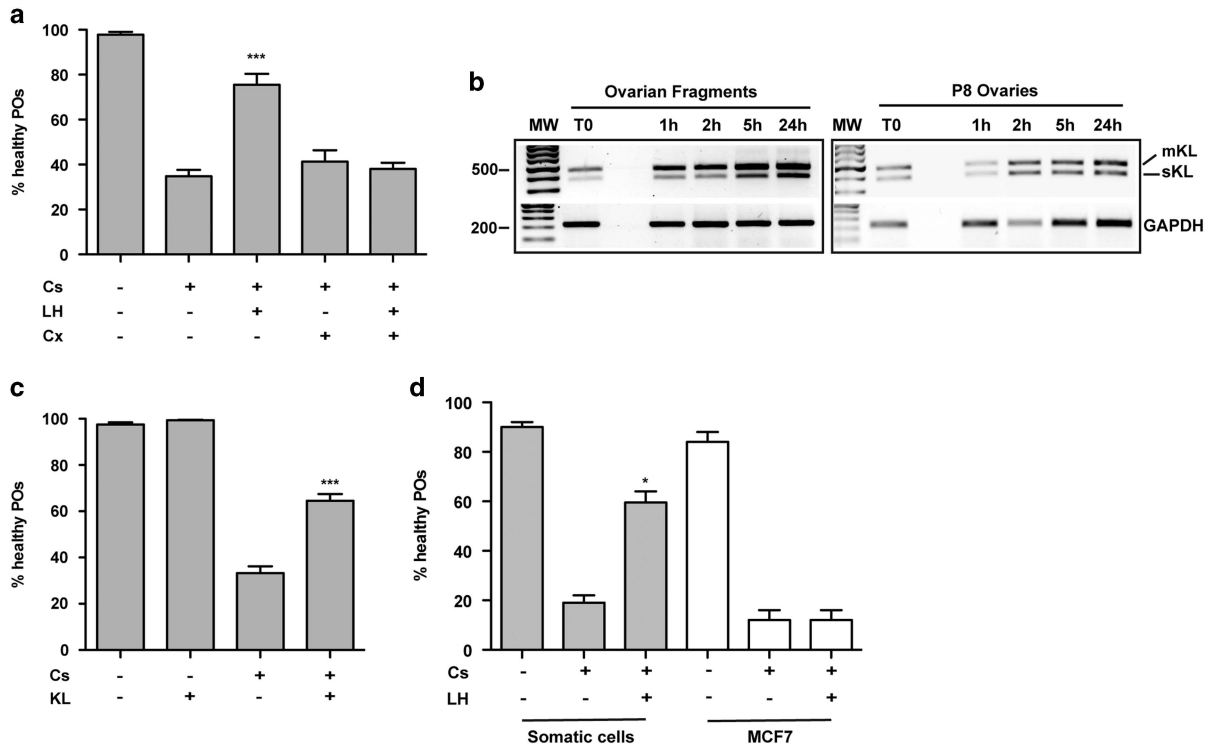 a
% healthy POs
100
80
60
40
20
0
***
Cs - + + + +
LH - - + - +
Cx - - - + +
b
Ovarian Fragments
MW T0 1h 2h 5h 24h
500
200
P8 Ovaries
MW T0 1h 2h 5h 24h
mKL
sKL
GAPDH
c
% healthy POs
100
80
60
40
20
0
***
Cs - - + +
KL - + - +
d
% healthy POs
100
80
60
40
20
0
*
Cs - + + - + +
LH - - + - - +
Somatic cells MCF7